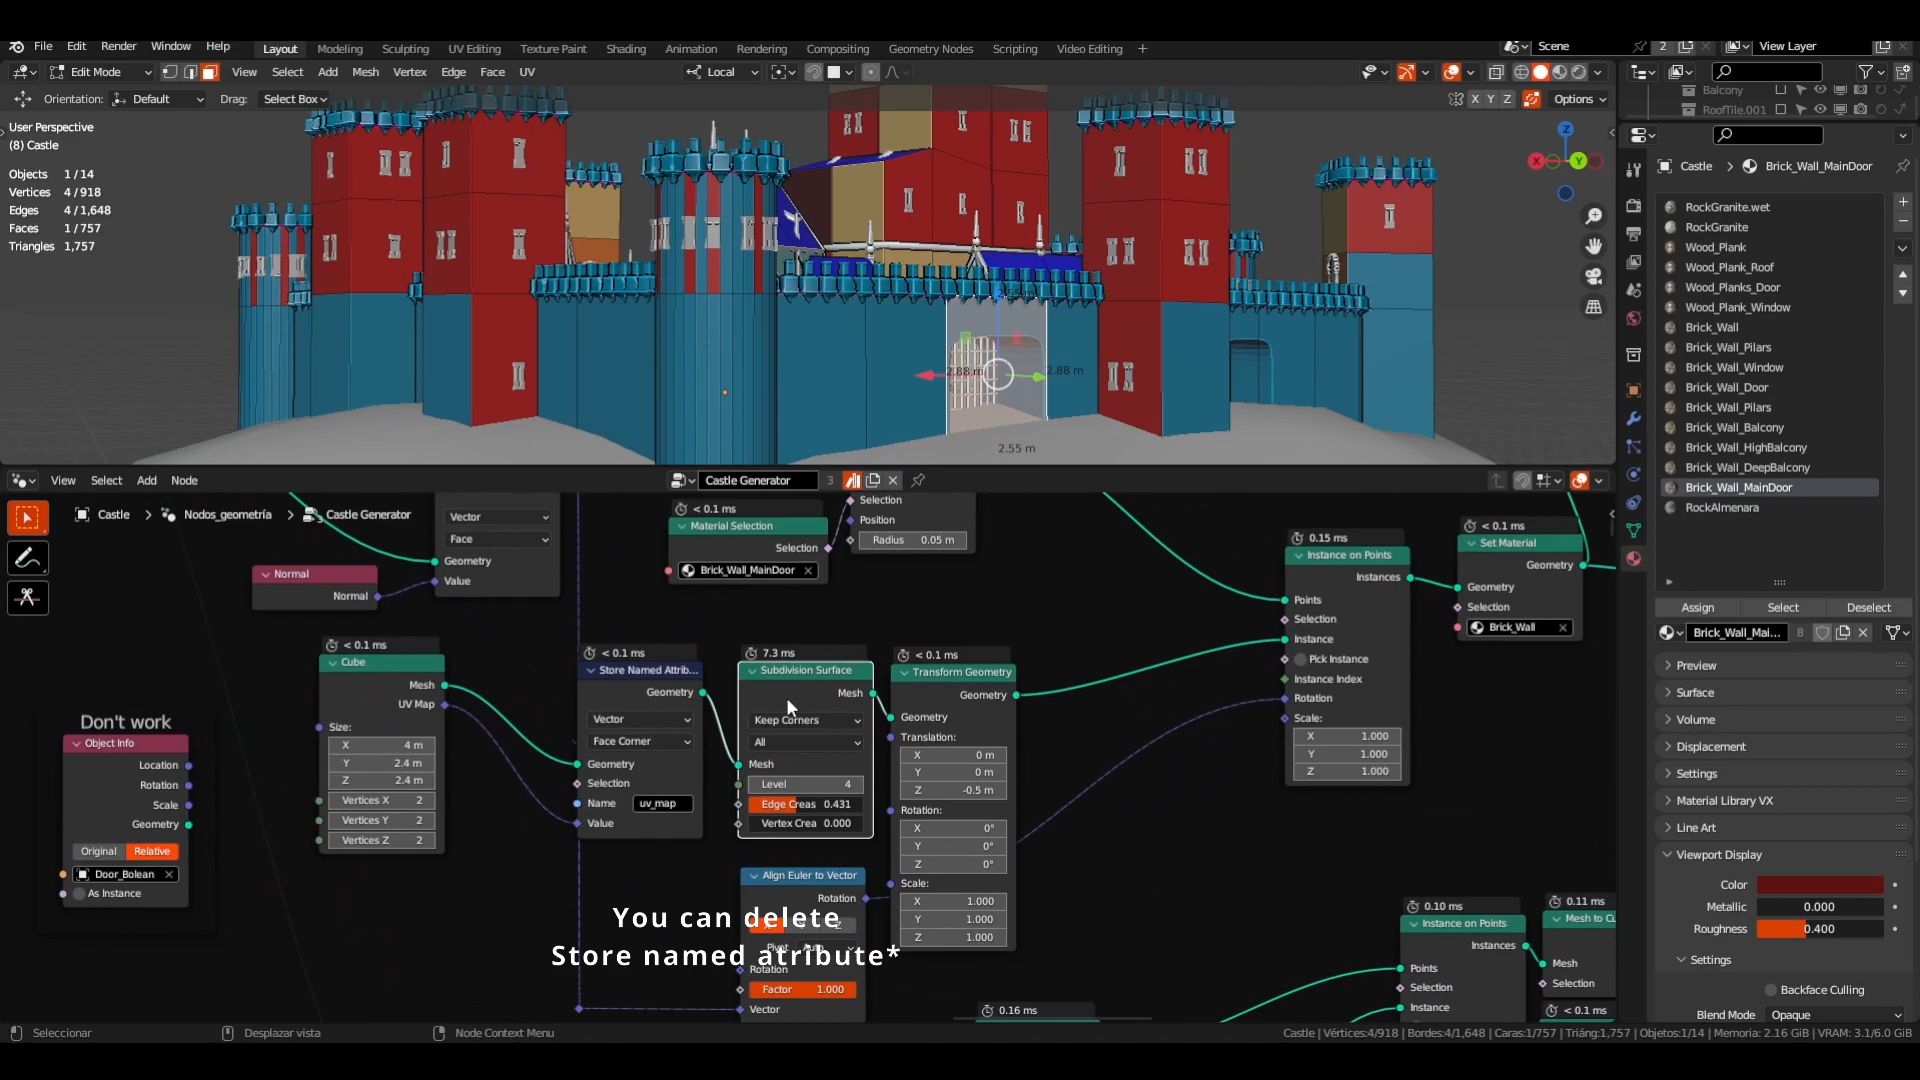 File Edit Render Window Help Layout Modeling Sculpting UV Editing Texture Paint Shading Animation Rendering Compositing Geometry Nodes Scripting Video Editing + Scene 2 View Layer
Edit Mode View Select Add Mesh Vertex Edge Face UV Local
Orientation: Default Drag: Select Box X Y Z Options
Balcony
RoofTile.001
User Perspective
(8) Castle
Objects 1 / 14
Vertices 4 / 918
Edges 4 / 1,648
Faces 1 / 757
Triangles 1,757
Z
X Y
2.88 m 2.88 m
2.55 m
Castle Brick_Wall_MainDoor
RockGranite.wet
RockGranite
Wood_Plank
Wood_Plank_Roof
Wood_Planks_Door
Wood_Plank_Window
Brick_Wall
Brick_Wall_Pilars
Brick_Wall_Window
Brick_Wall_Door
Brick_Wall_Pilars
Brick_Wall_Balcony
Brick_Wall_HighBalcony
Brick_Wall_DeepBalcony
Brick_Wall_MainDoor
RockAlmenara
Assign Select Deselect
Brick_Wall_Mai... 8
Preview
Surface
Volume
Displacement
Settings
Material Library VX
Line Art
Viewport Display
Color
Metallic 0.000
Roughness 0.400
Settings
Backface Culling
Blend Mode Opaque
View Select Add Node Castle Generator 3
Castle > Nodos_geometría > Castle Generator
Vector
Face
Geometry
Value
Normal
Normal
< 0.1 ms
Material Selection
Selection
Brick_Wall_MainDoor
Selection
Position
Radius 0.05 m
0.15 ms
Instance on Points
Instances
Points
Selection
Instance
Pick Instance
Instance Index
Rotation
Scale:
X 1.000
Y 1.000
Z 1.000
< 0.1 ms
Set Material
Geometry
Geometry
Selection
Brick_Wall
Don't work
Object Info
Location
Rotation
Scale
Geometry
Original Relative
Door_Bolean
As Instance
< 0.1 ms
Cube
Mesh
UV Map
Size:
X 4 m
Y 2.4 m
Z 2.4 m
Vertices X 2
Vertices Y 2
Vertices Z 2
< 0.1 ms
Store Named Attrib...
Geometry
Vector
Face Corner
Geometry
Selection
Name uv_map
Value
7.3 ms
Subdivision Surface
Mesh
Keep Corners
All
Mesh
Level 4
Edge Creas 0.431
Vertex Crea 0.000
< 0.1 ms
Transform Geometry
Geometry
Geometry
Translation:
X 0 m
Y 0 m
Z -0.5 m
Rotation:
X 0°
Y 0°
Z 0°
Scale:
X 1.000
Y 1.000
Z 1.000
Align Euler to Vector
Rotation
Z
Pivot Auto
Rotation
Factor 1.000
Vector
You can delete
Store named atribute*
0.16 ms
0.10 ms
Instance on Points
Instances
Points
Selection
Instance
0.11 ms
Mesh to Cu
Mesh
Selection
< 0.1 ms
Seleccionar Desplazar vista Node Context Menu Castle | Vértices:4/918 | Bordes:4/1,648 | Caras:1/757 | Triáng:1,757 | Objetos:1/14 | Memoria: 2.16 GiB | VRAM: 3.1/6.0 GiB